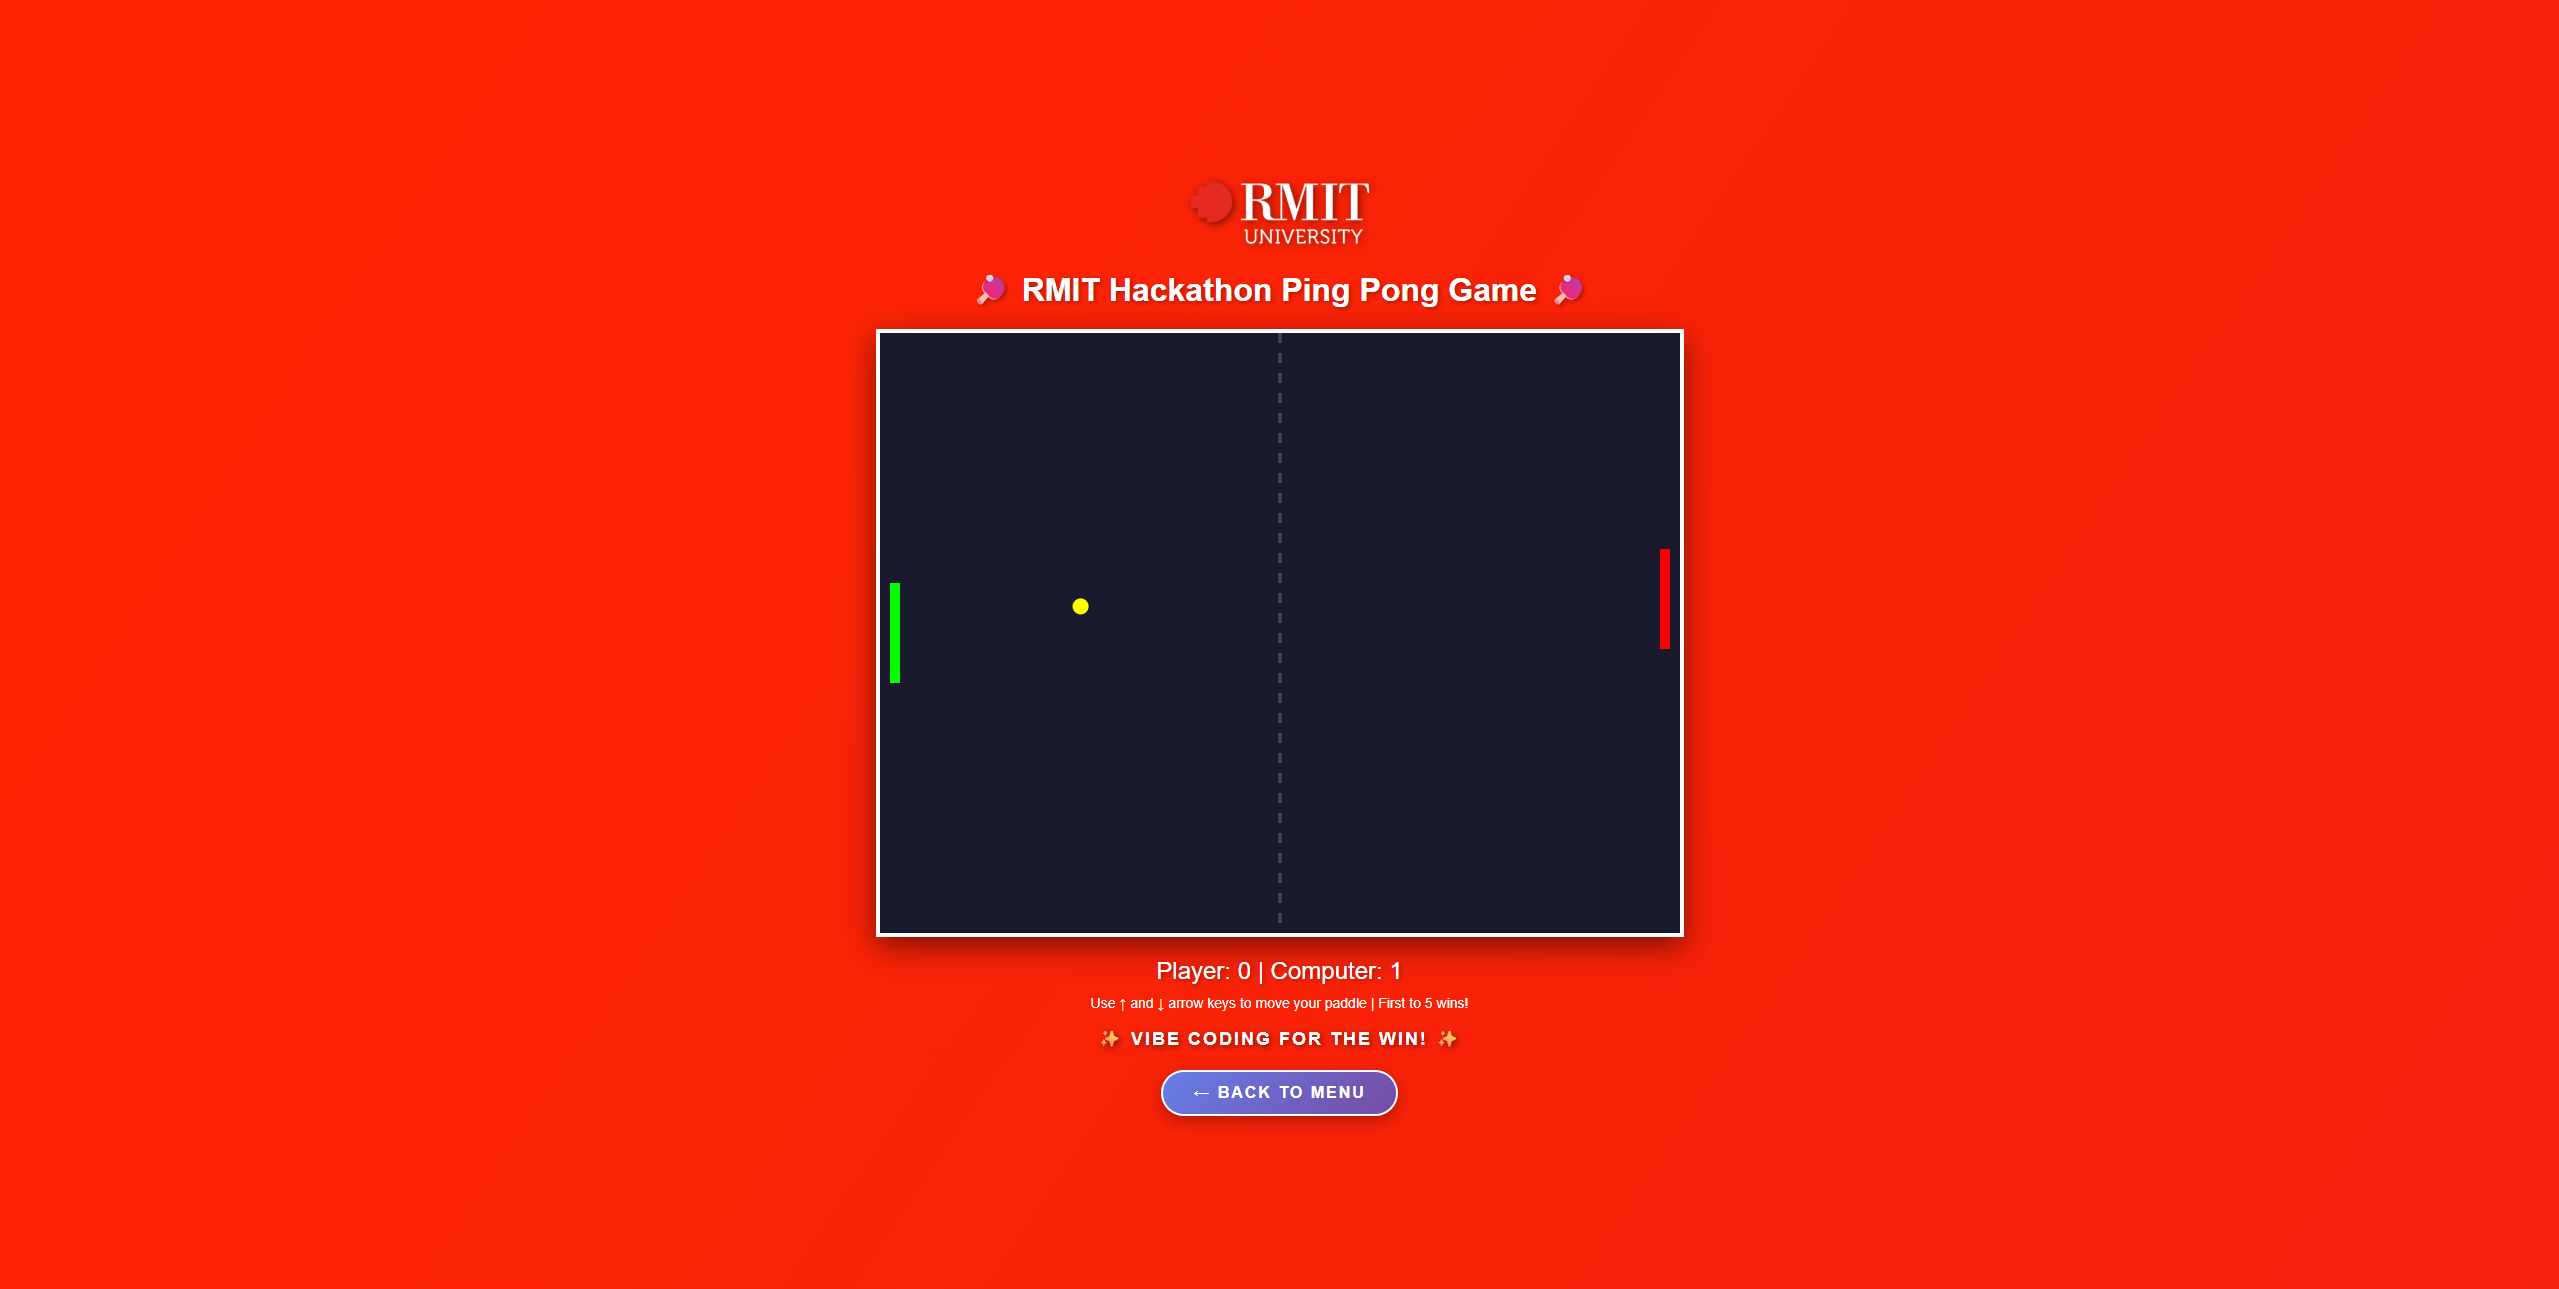 RMIT
UNIVERSITY
🏓 RMIT Hackathon Ping Pong Game 🏓
Player: 0 | Computer: 1
Use ↑ and ↓ arrow keys to move your paddle | First to 5 wins!
✨ VIBE CODING FOR THE WIN! ✨
← BACK TO MENU